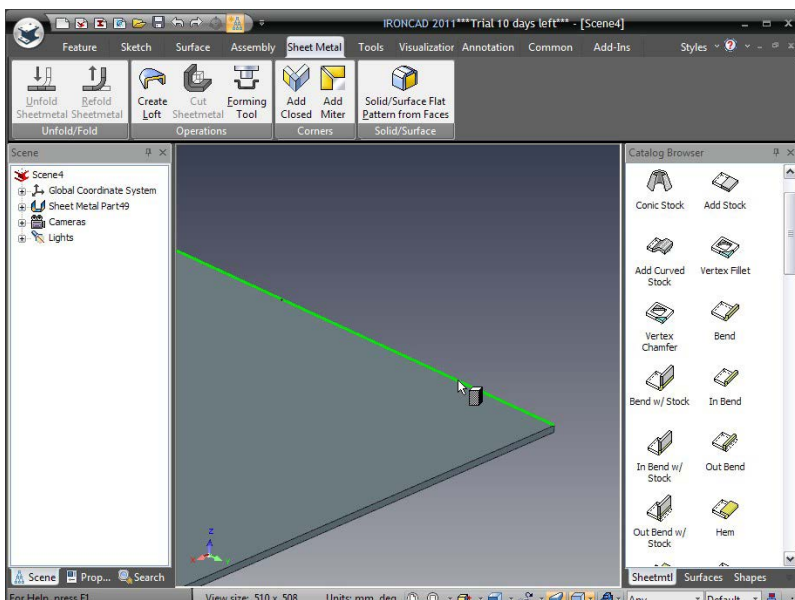 IRONCAD 2011***Trial 10 days left*** - [Scene4]
Feature Sketch Surface Assembly Sheet Metal Tools Visualizatior Annotation Common Add-Ins Styles
Unfold Sheetmetal
Refold Sheetmetal
Unfold/Fold
Create Loft
Cut Sheetmetal
Forming Tool
Operations
Add Closed
Add Miter
Corners
Solid/Surface Flat
Pattern from Faces
Solid/Surface
Scene
Scene4
Global Coordinate System
Sheet Metal Part49
Cameras
Lights
Scene Prop... Search
Z
X
Y
Catalog Browser
Conic Stock
Add Stock
Add Curved
Stock
Vertex Fillet
Vertex
Chamfer
Bend
Bend w/ Stock
In Bend
In Bend w/
Stock
Out Bend
Out Bend w/
Stock
Hem
Sheetmtl Surfaces Shapes
For Help, press F1 View size: 510 x 508 Units: mm, deg Any Default